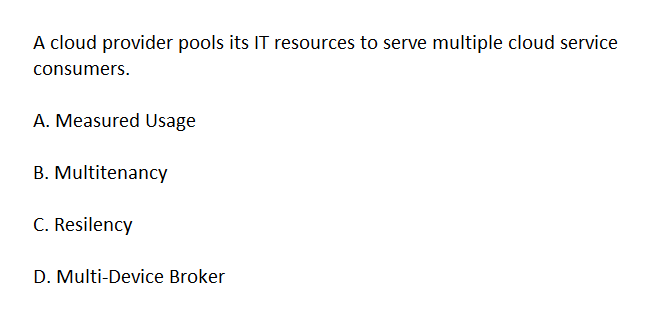 A cloud provider pools its IT resources to serve multiple cloud service
consumers.
A. Measured Usage
B. Multitenancy
C. Resilency
D. Multi-Device Broker